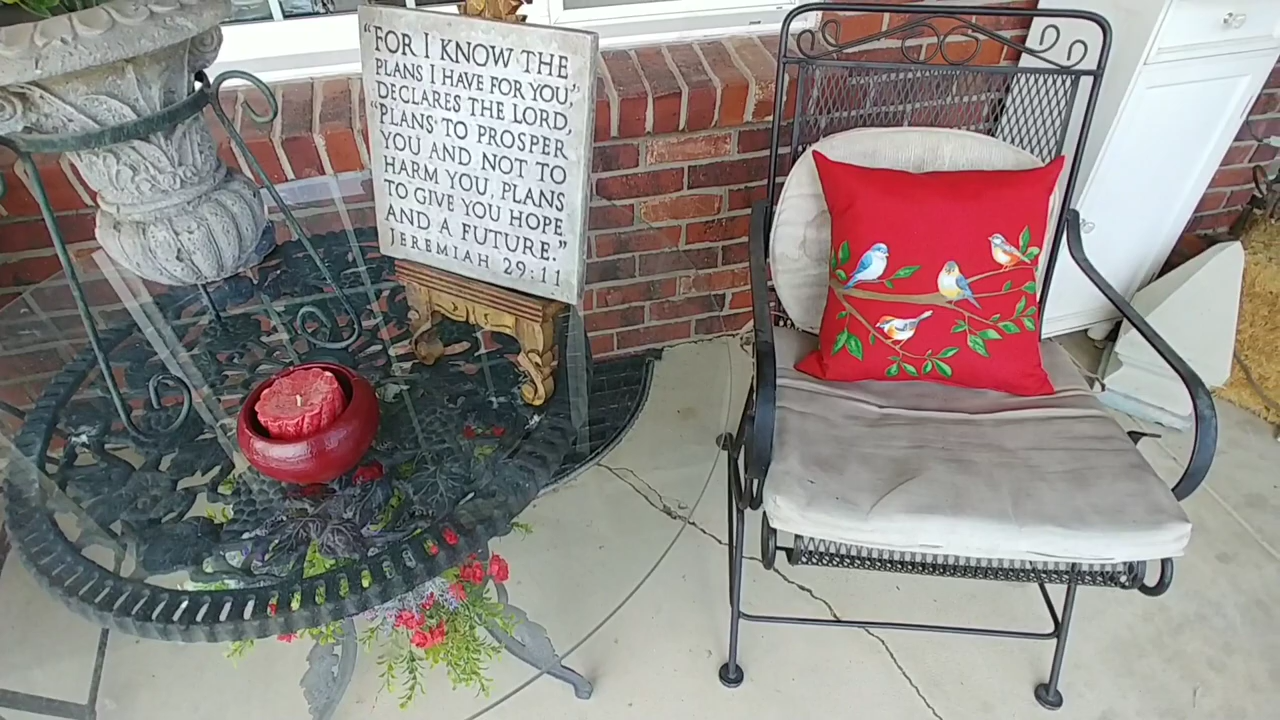 “FOR I KNOW THE
PLANS I HAVE FOR YOU,”
DECLARES THE LORD,
“PLANS TO PROSPER
YOU AND NOT TO
HARM YOU, PLANS
TO GIVE YOU HOPE
AND A FUTURE.”
JEREMIAH 29:11